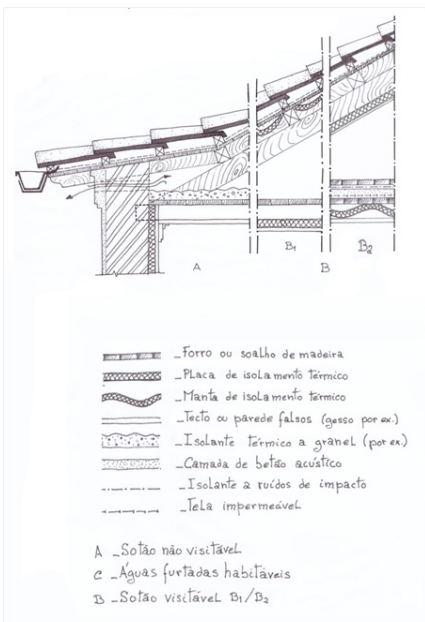 B₁
B₂
A
B
_Forro ou soalho de madeira
_Placa de isolamento térmico
_Manta de isolamento térmico
_Tecto ou parede falsos (gesso por ex.)
_Isolante térmico a granel (por ex.)
_Camada de betão acústico
_Isolante a ruídos de impacto
_Tela impermeável
A _Sotão não visitável
C _Águas furtadas habitáveis
B _Sotão visitável B₁/B₂